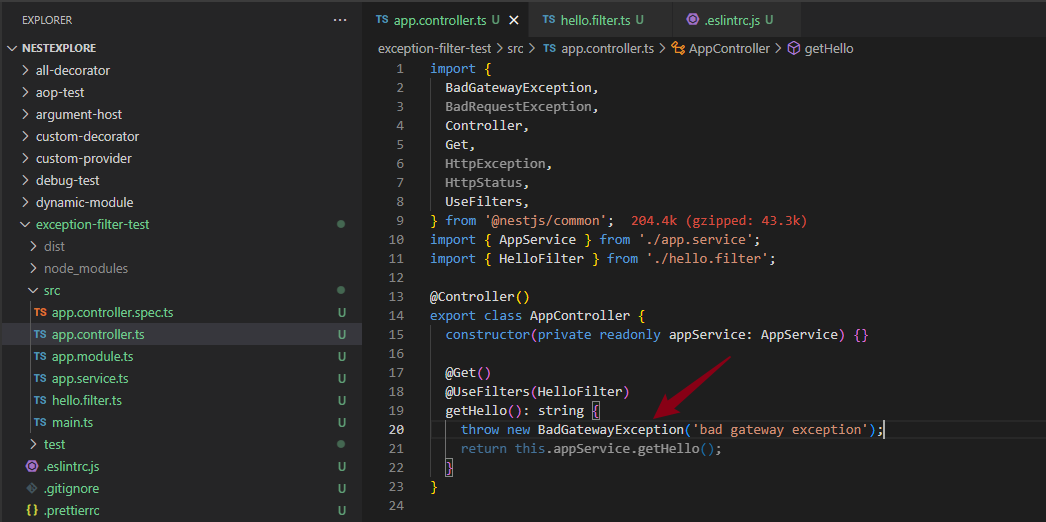 EXPLORER
NESTEXPLORE
all-decorator
aop-test
argument-host
custom-decorator
custom-provider
debug-test
dynamic-module
exception-filter-test
dist
node_modules
src
TS app.controller.spec.ts U
TS app.controller.ts U
TS app.module.ts U
TS app.service.ts U
TS hello.filter.ts U
TS main.ts U
test
.eslintrc.js U
.gitignore U
{} .prettierrc U
TS app.controller.ts U TS hello.filter.ts U .eslintrc.js U
exception-filter-test > src > TS app.controller.ts > AppController > getHello
1 import {
2 BadGatewayException,
3 BadRequestException,
4 Controller,
5 Get,
6 HttpException,
7 HttpStatus,
8 UseFilters,
9 } from '@nestjs/common'; 204.4k (gzipped: 43.3k)
10 import { AppService } from './app.service';
11 import { HelloFilter } from './hello.filter';
12
13 @Controller()
14 export class AppController {
15 constructor(private readonly appService: AppService) {}
16
17 @Get()
18 @UseFilters(HelloFilter)
19 getHello(): string {
20 throw new BadGatewayException('bad gateway exception');
21 return this.appService.getHello();
22 }
23 }
24